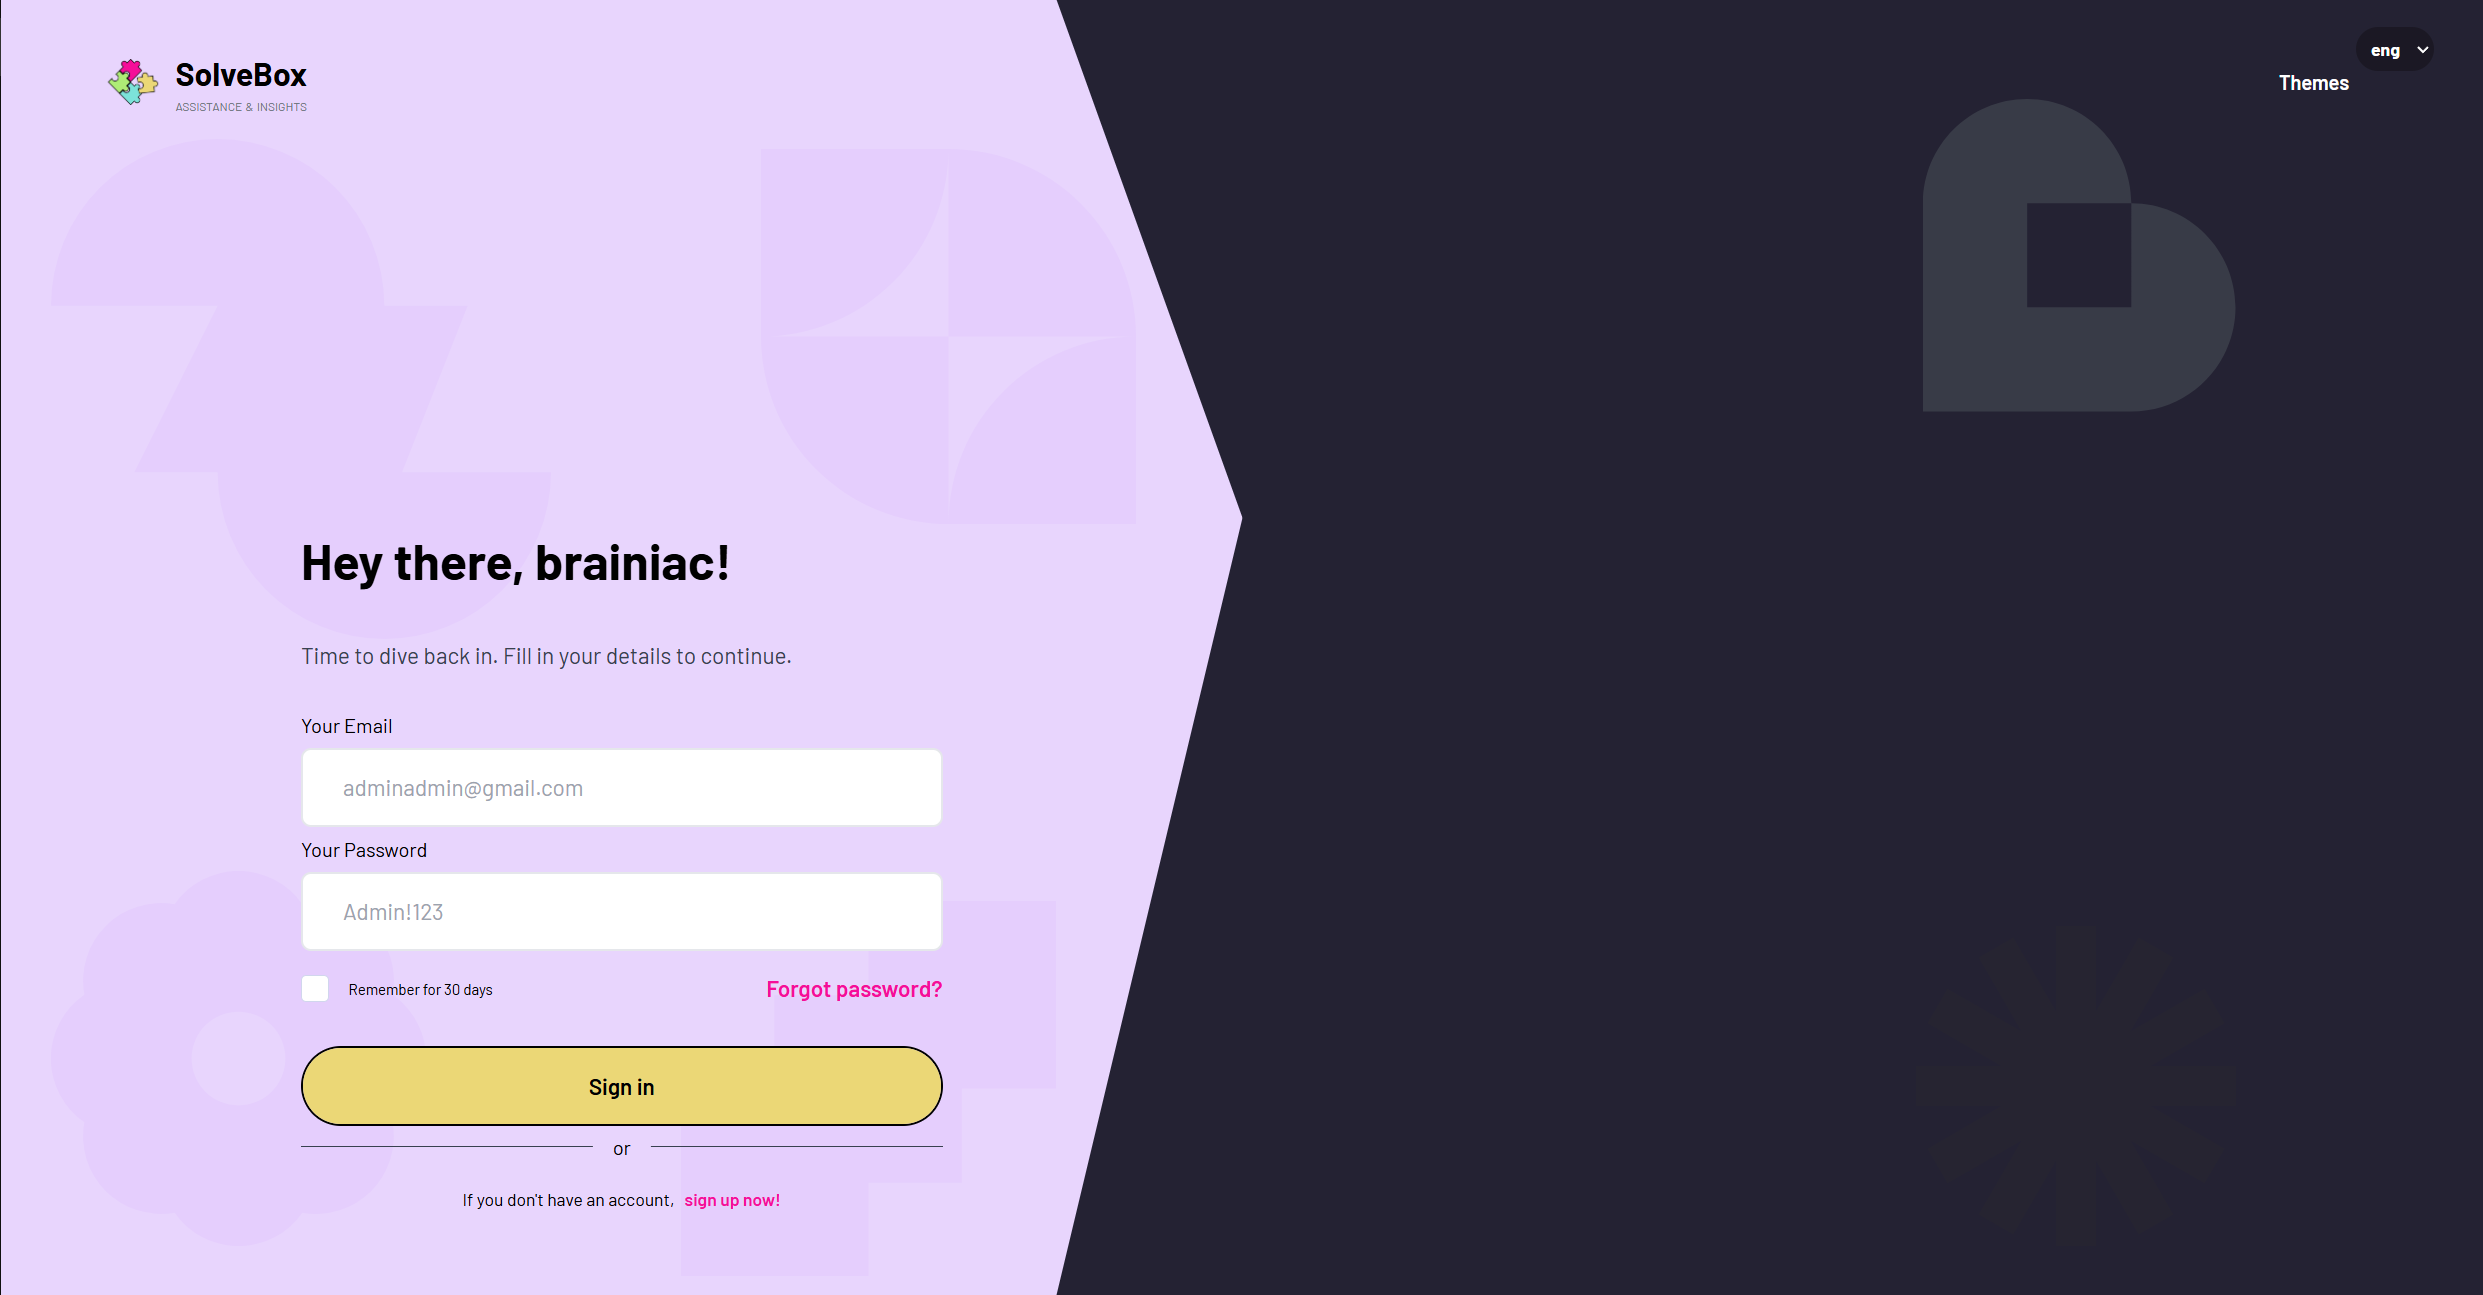 SolveBox
ASSISTANCE & INSIGHTS
eng
Themes
Hey there, brainiac!
Time to dive back in. Fill in your details to continue.
Your Email
adminadmin@gmail.com
Your Password
Admin!123
Remember for 30 days
Forgot password?
Sign in
or
If you don't have an account, sign up now!